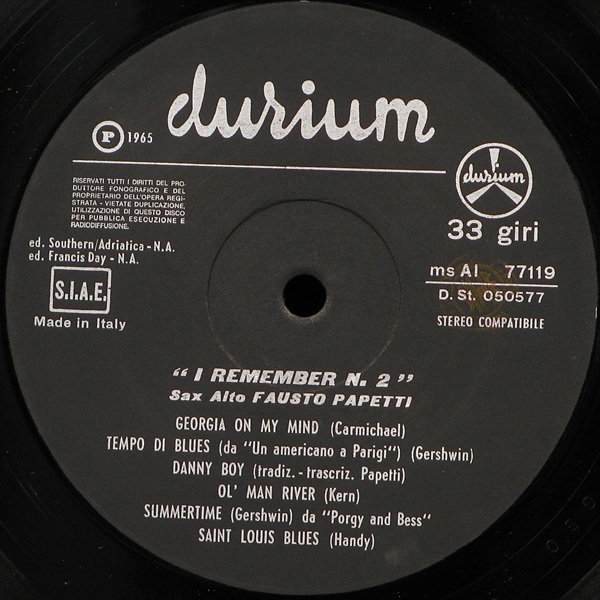 durium
P 1965
durium
RISERVATI TUTTI I DIRITTI DEL PRO-
DUTTORE FONOGRAFICO E DEL
PROPRIETARIO DELL'OPERA REGI-
STRATA - VIETATE DUPLICAZIONE,
UTILIZZAZIONE DI QUESTO DISCO
PER PUBBLICA ESECUZIONE E
RADIODIFFUSIONE.
33 giri
ed. Southern/Adriatica - N.A.
ed. Francis Day - N.A.
ms AI 77119
D. St. 050577
S.I.A.E.
Made in Italy
STEREO COMPATIBILE
"I REMEMBER N. 2"
Sax Alto FAUSTO PAPETTI
GEORGIA ON MY MIND (Carmichael)
TEMPO DI BLUES (da "Un americano a Parigi") (Gershwin)
DANNY BOY (tradiz. - trascriz. Papetti)
OL' MAN RIVER (Kern)
SUMMERTIME (Gershwin) da "Porgy and Bess"
SAINT LOUIS BLUES (Handy)